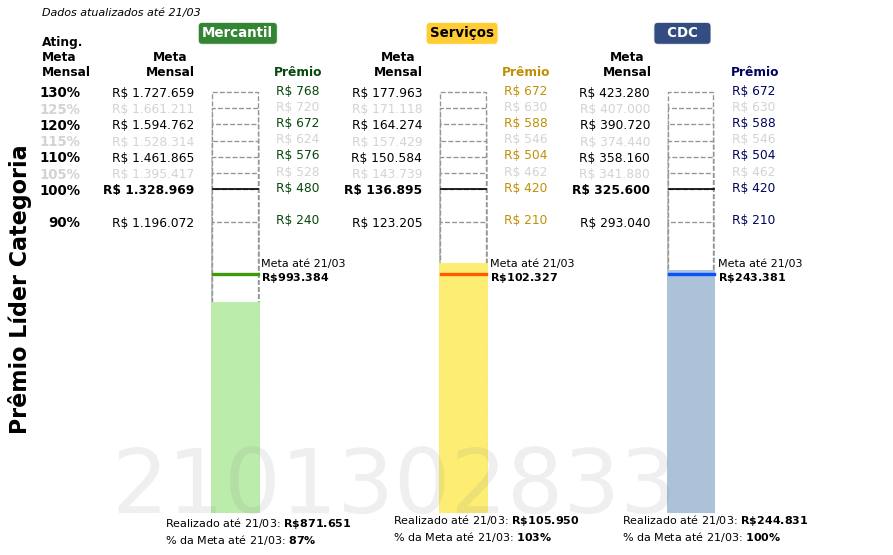 Dados atualizados até 21/03
Mercantil Serviços CDC
Ating. Meta Mensal
Meta Mensal Prêmio Meta Mensal Prêmio Meta Mensal Prêmio
130% R$ 1.727.659 R$ 768 R$ 177.963 R$ 672 R$ 423.280 R$ 672
125% R$ 1.661.211 R$ 720 R$ 171.118 R$ 630 R$ 407.000 R$ 630
120% R$ 1.594.762 R$ 672 R$ 164.274 R$ 588 R$ 390.720 R$ 588
115% R$ 1.528.314 R$ 624 R$ 157.429 R$ 546 R$ 374.440 R$ 546
110% R$ 1.461.865 R$ 576 R$ 150.584 R$ 504 R$ 358.160 R$ 504
105% R$ 1.395.417 R$ 528 R$ 143.739 R$ 462 R$ 341.880 R$ 462
100% R$ 1.328.969 R$ 480 R$ 136.895 R$ 420 R$ 325.600 R$ 420
90% R$ 1.196.072 R$ 240 R$ 123.205 R$ 210 R$ 293.040 R$ 210
Meta até 21/03 Meta até 21/03 Meta até 21/03
R$993.384 R$102.327 R$243.381
Prêmio Líder Categoria
2101302833
Realizado até 21/03: R$871.651 Realizado até 21/03: R$105.950 Realizado até 21/03: R$244.831
% da Meta até 21/03: 87% % da Meta até 21/03: 103% % da Meta até 21/03: 100%